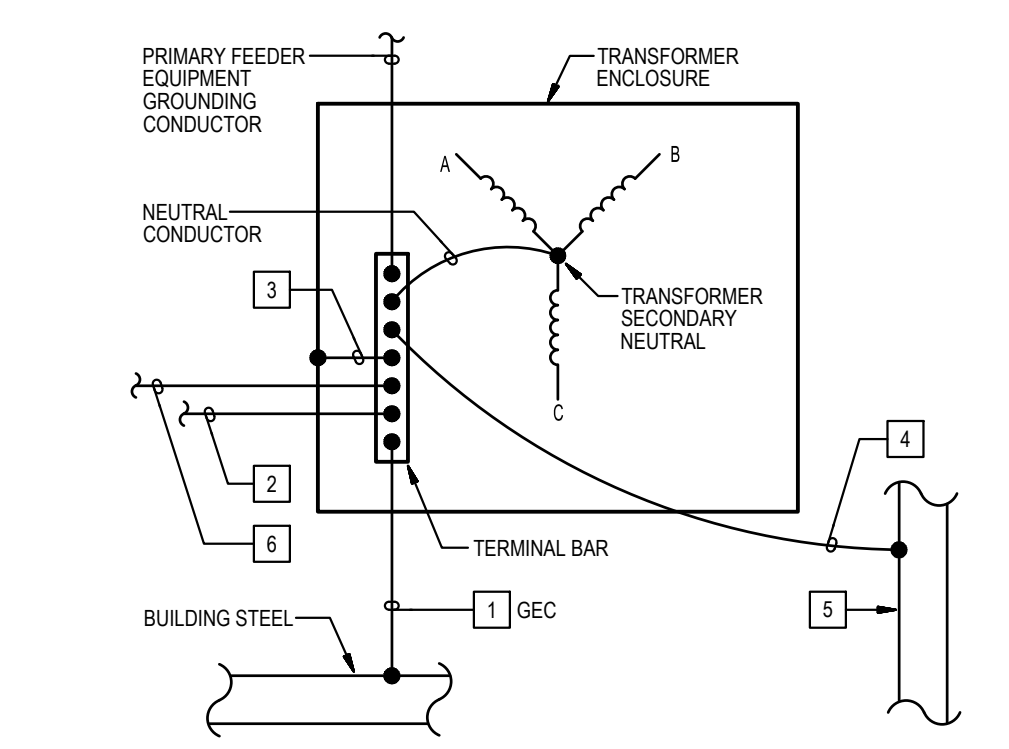 PRIMARY FEEDER
EQUIPMENT
GROUNDING
CONDUCTOR
TRANSFORMER
ENCLOSURE
A
B
NEUTRAL
CONDUCTOR
3
TRANSFORMER
SECONDARY
NEUTRAL
C
4
2
6
TERMINAL BAR
1 GEC
5
BUILDING STEEL